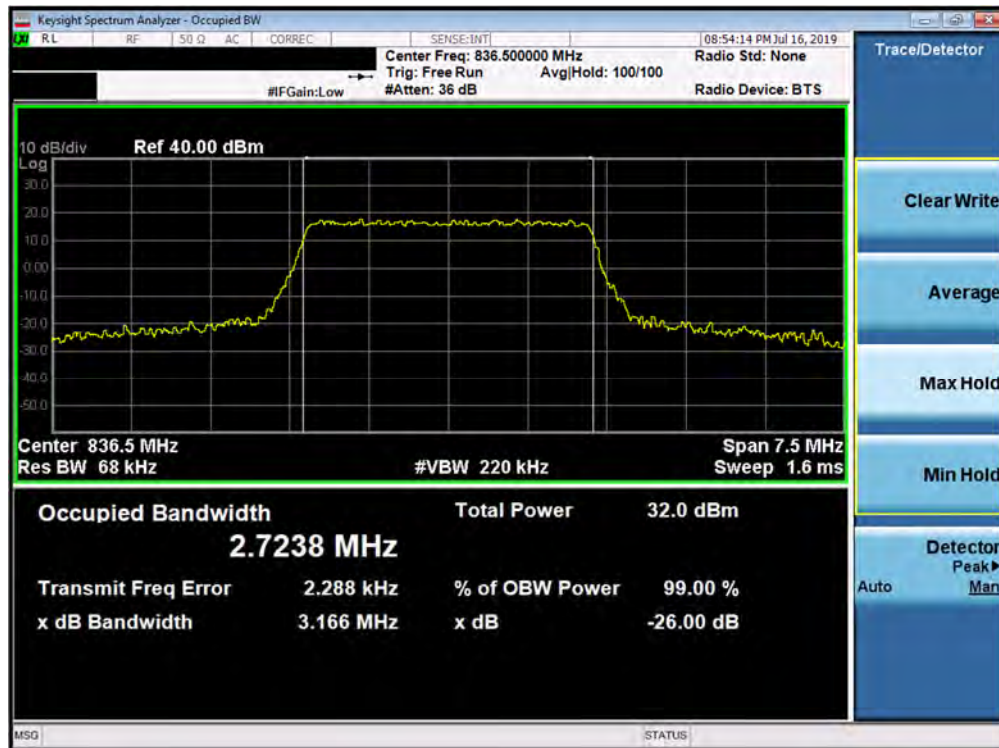 Keysight Spectrum Analyzer - Occupied BW
LXI RL RF 50 Ω AC CORREC SENSE:INT 08:54:14 PM Jul 16, 2019
Center Freq: 836.500000 MHz Radio Std: None
Trig: Free Run Avg|Hold: 100/100
#IFGain:Low #Atten: 36 dB Radio Device: BTS
10 dB/div Ref 40.00 dBm
Log
30.0
20.0
10.0
0.00
-10.0
-20.0
-30.0
-40.0
-50.0
Center 836.5 MHz Span 7.5 MHz
Res BW 68 kHz #VBW 220 kHz Sweep 1.6 ms
Occupied Bandwidth Total Power 32.0 dBm
2.7238 MHz
Transmit Freq Error 2.288 kHz % of OBW Power 99.00 %
x dB Bandwidth 3.166 MHz x dB -26.00 dB
MSG STATUS
Trace/Detector
Clear Write
Average
Max Hold
Min Hold
Detector
Peak▶
Auto Man